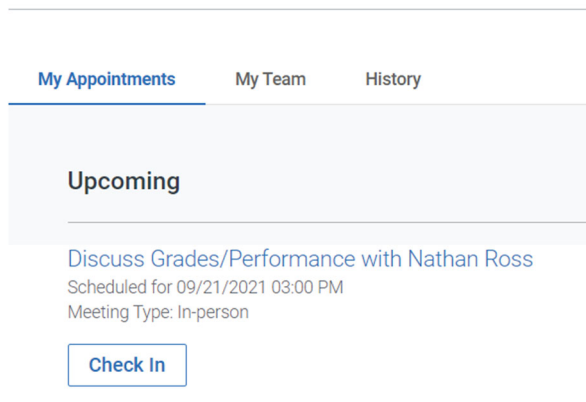 My Appointments My Team History
Upcoming
Discuss Grades/Performance with Nathan Ross
Scheduled for 09/21/2021 03:00 PM
Meeting Type: In-person
Check In